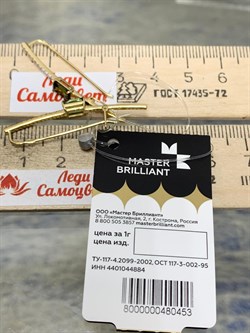 Леди
Самоцвет
ГОСТ 17435-72
Леди
Самоцвет
MASTER
BRILLIANT
ООО «Мастер Бриллиант»
Ул. Локомотивная, 2, г. Кострома, Россия
8 800 505 3857 masterbrilliant.com
цена за 1г
цена изд.
ТУ-117-4.2099-2002, ОСТ 117-3-002-95
ИНН 4401044884
8000000480453